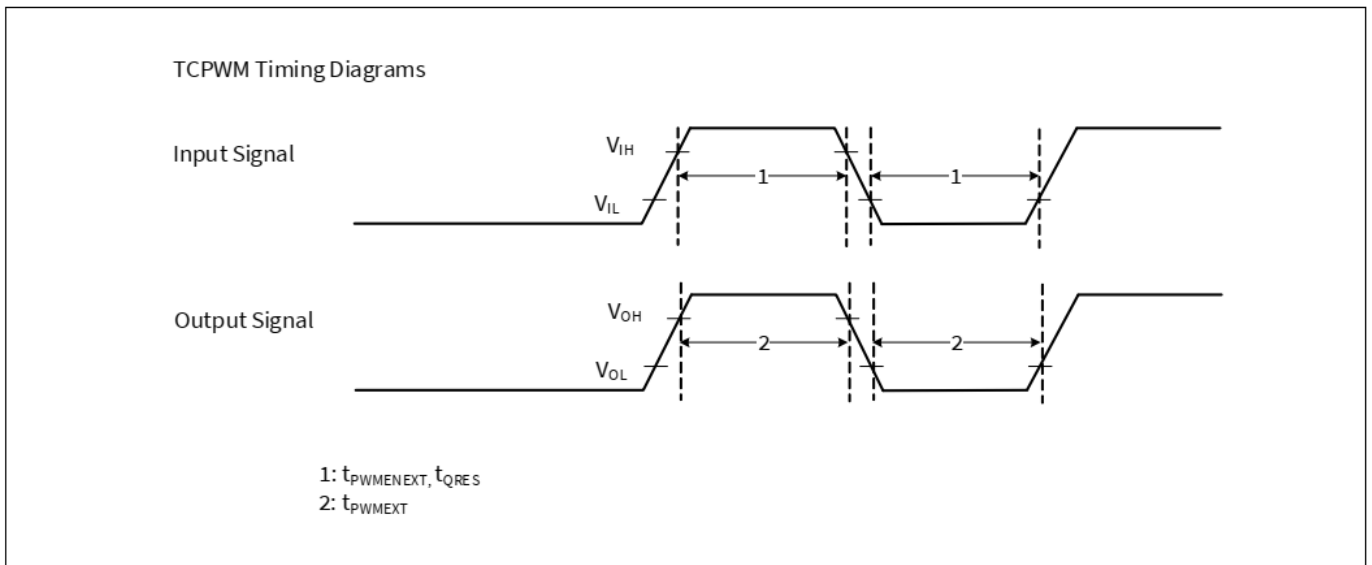 TCPWM Timing Diagrams
Input Signal
VIH
VIL
1
1
Output Signal
VOH
VOL
2
2
1: tPWMENEXT, tQRES
2: tPWMEXT